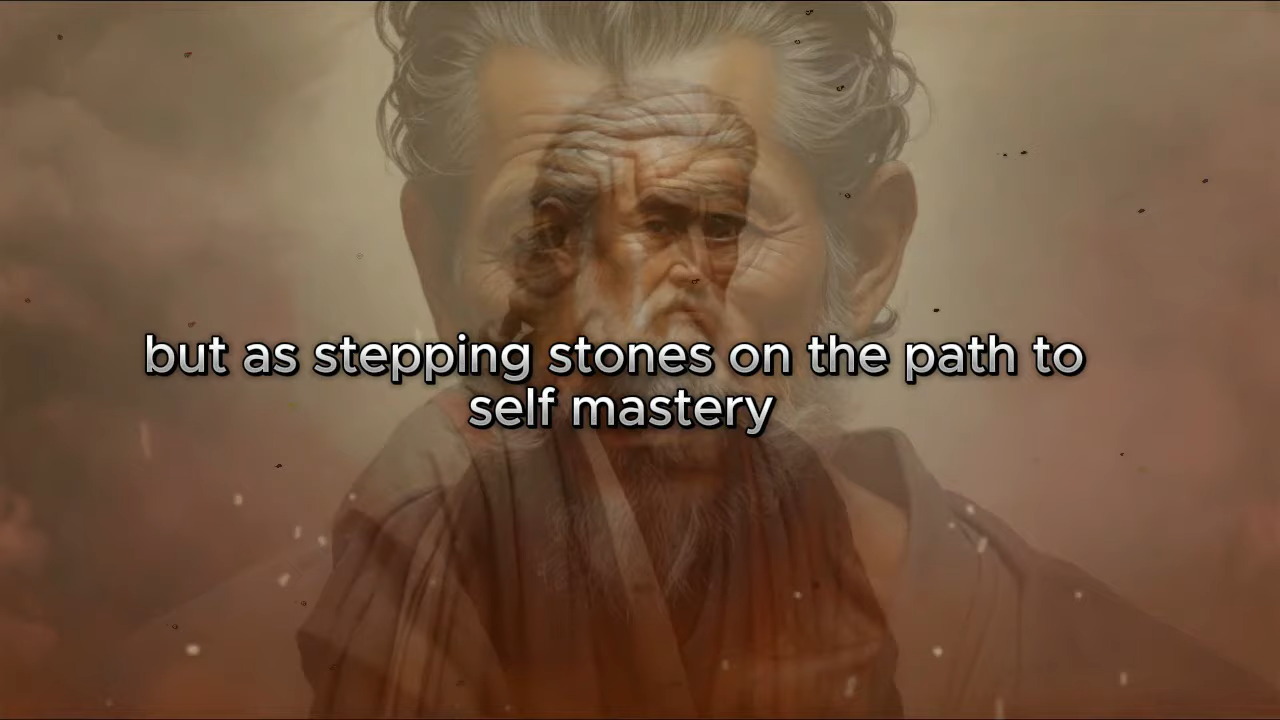 but as stepping stones on the path to
self mastery